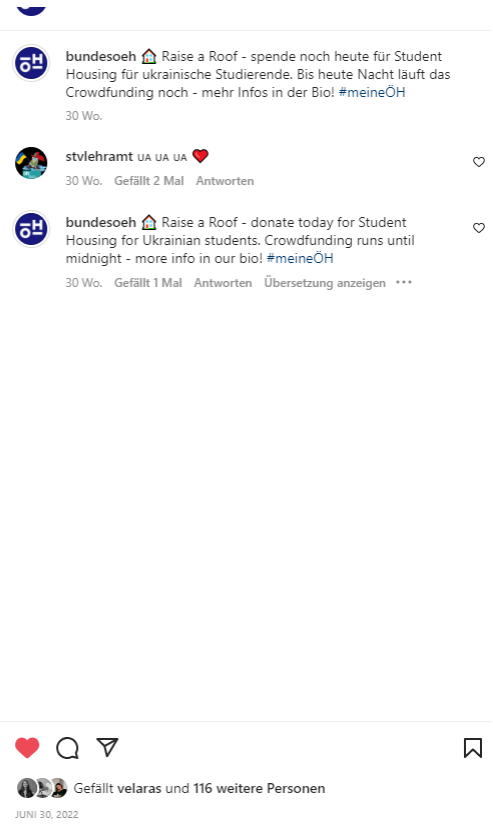 bundesoeh 🏠 Raise a Roof - spende noch heute für Student
Housing für ukrainische Studierende. Bis heute Nacht läuft das
Crowdfunding noch - mehr Infos in der Bio! #meineÖH
30 Wo.
stvlehramt UA UA UA ❤️
30 Wo. Gefällt 2 Mal Antworten
bundesoeh 🏠 Raise a Roof - donate today for Student
Housing for Ukrainian students. Crowdfunding runs until
midnight - more info in our bio! #meineÖH
30 Wo. Gefällt 1 Mal Antworten Übersetzung anzeigen •••
Gefällt velaras und 116 weitere Personen
JUNI 30, 2022